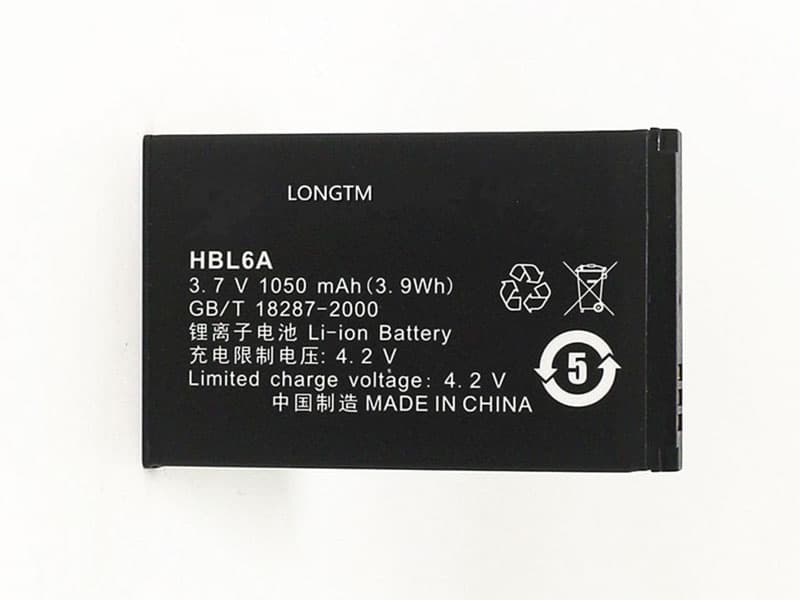 LONGTM
HBL6A
3.7 V 1050 mAh(3.9Wh)
GB/T 18287-2000
锂离子电池 Li-ion Battery
充电限制电压: 4.2 V
Limited charge voltage: 4.2 V
中国制造 MADE IN CHINA
5